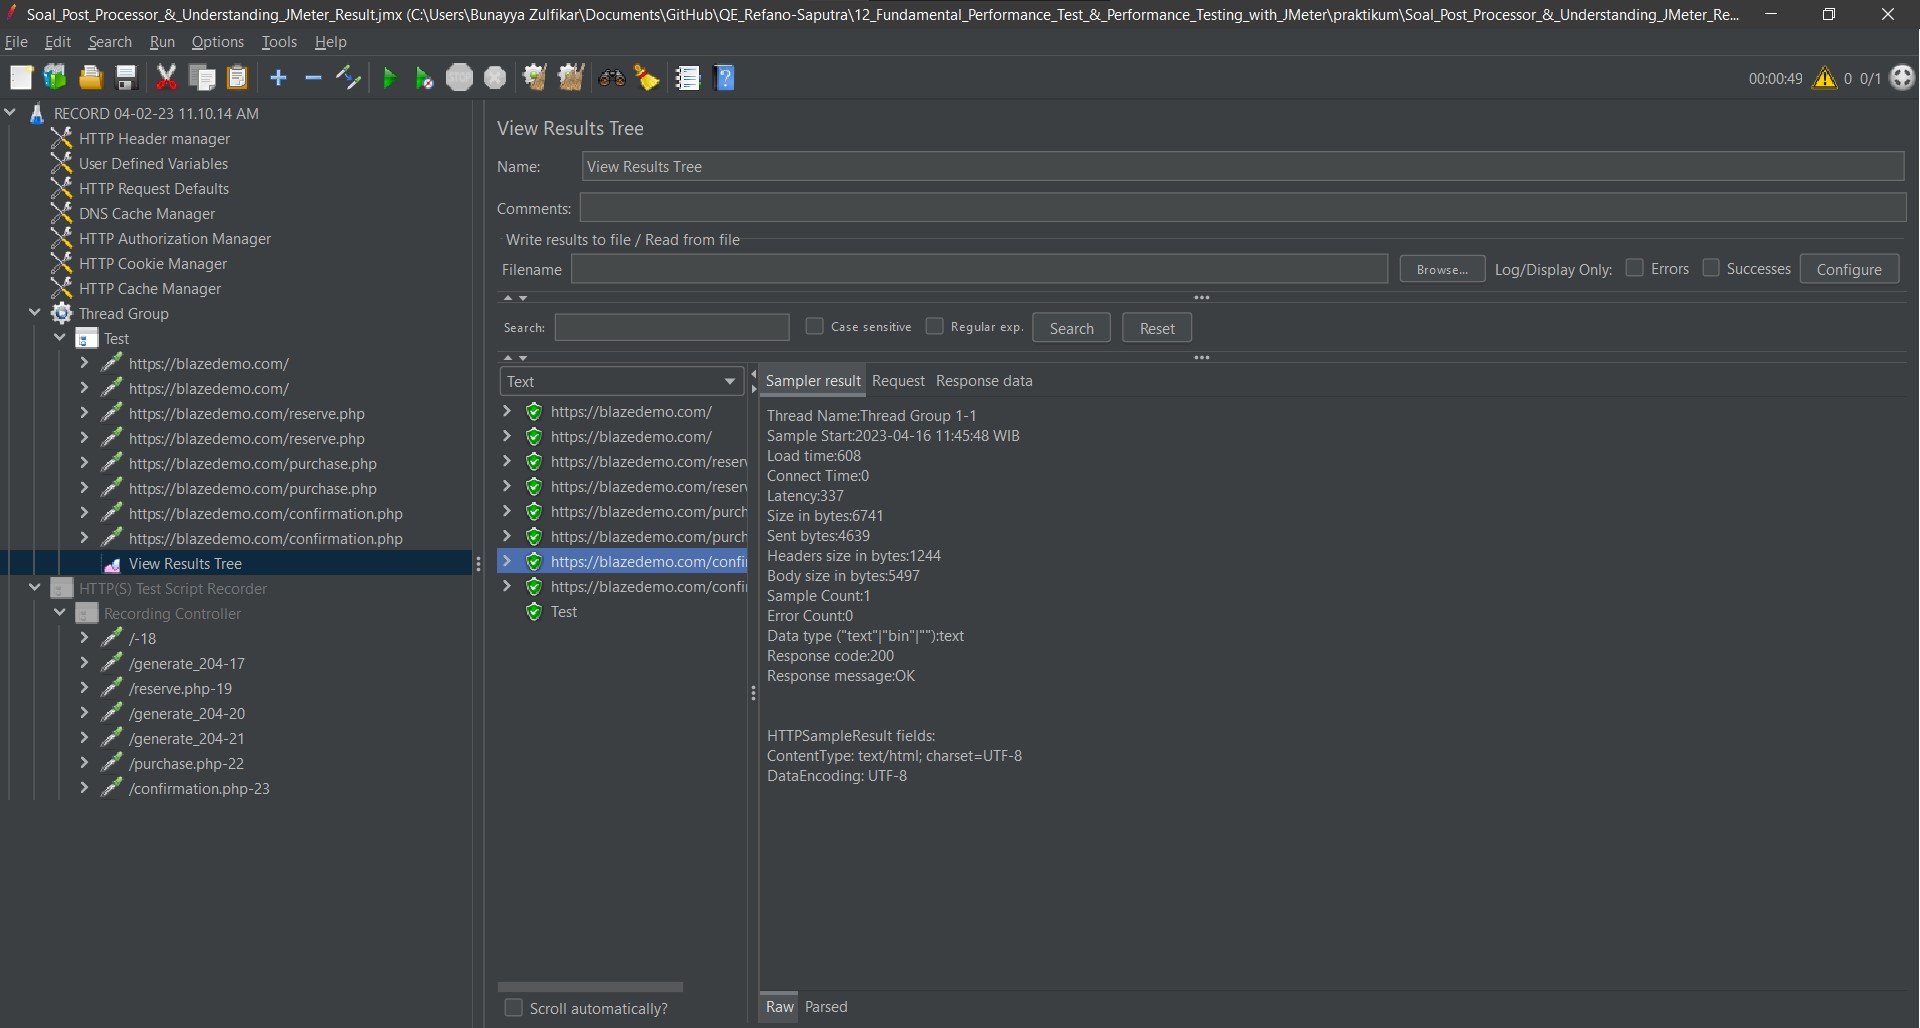 Soal_Post_Processor_&_Understanding_JMeter_Result.jmx (C:\Users\Bunayya Zulfikar\Documents\GitHub\QE_Refano-Saputra\12_Fundamental_Performance_Test_&_Performance_Testing_with_JMeter\praktikum\Soal_Post_Processor_&_Understanding_JMeter_Re...
File Edit Search Run Options Tools Help
STOP
00:00:49 0 0/1
RECORD 04-02-23 11.10.14 AM
HTTP Header manager
User Defined Variables
HTTP Request Defaults
DNS Cache Manager
HTTP Authorization Manager
HTTP Cookie Manager
HTTP Cache Manager
Thread Group
Test
https://blazedemo.com/
https://blazedemo.com/
https://blazedemo.com/reserve.php
https://blazedemo.com/reserve.php
https://blazedemo.com/purchase.php
https://blazedemo.com/purchase.php
https://blazedemo.com/confirmation.php
https://blazedemo.com/confirmation.php
View Results Tree
HTTP(S) Test Script Recorder
Recording Controller
/-18
/generate_204-17
/reserve.php-19
/generate_204-20
/generate_204-21
/purchase.php-22
/confirmation.php-23
View Results Tree
Name: View Results Tree
Comments:
Write results to file / Read from file
Filename Browse... Log/Display Only: Errors Successes Configure
Search: Case sensitive Regular exp. Search Reset
Text
https://blazedemo.com/
https://blazedemo.com/
https://blazedemo.com/reserv
https://blazedemo.com/reserv
https://blazedemo.com/purch
https://blazedemo.com/purch
https://blazedemo.com/confi
https://blazedemo.com/confi
Test
Scroll automatically?
Sampler result Request Response data
Thread Name:Thread Group 1-1
Sample Start:2023-04-16 11:45:48 WIB
Load time:608
Connect Time:0
Latency:337
Size in bytes:6741
Sent bytes:4639
Headers size in bytes:1244
Body size in bytes:5497
Sample Count:1
Error Count:0
Data type ("text"|"bin"|""):text
Response code:200
Response message:OK
HTTPSampleResult fields:
ContentType: text/html; charset=UTF-8
DataEncoding: UTF-8
Raw Parsed